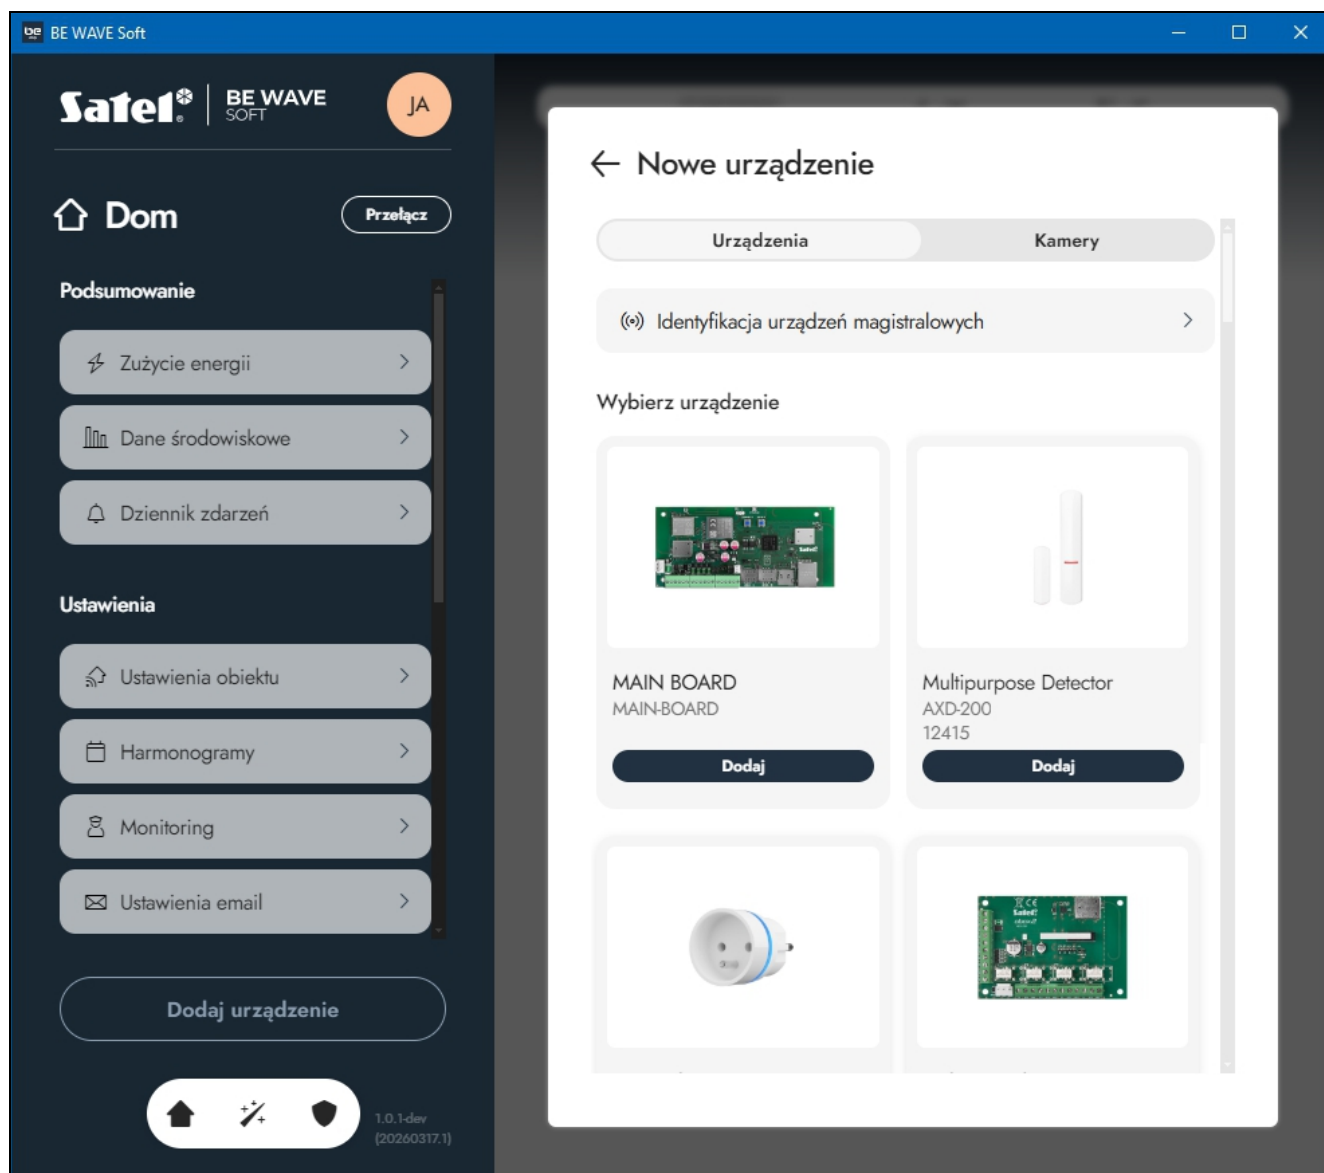 be BE WAVE Soft
Satel® BE WAVE SOFT JA
Dom Przełącz
Podsumowanie
Zużycie energii
Dane środowiskowe
Dziennik zdarzeń
Ustawienia
Ustawienia obiektu
Harmonogramy
Monitoring
Ustawienia email
Dodaj urządzenie
1.0.1-dev
(20260317.1)
Nowe urządzenie
Urządzenia Kamery
Identyfikacja urządzeń magistralowych
Wybierz urządzenie
MAIN BOARD
MAIN-BOARD
Dodaj
Multipurpose Detector
AXD-200
12415
Dodaj
Satel